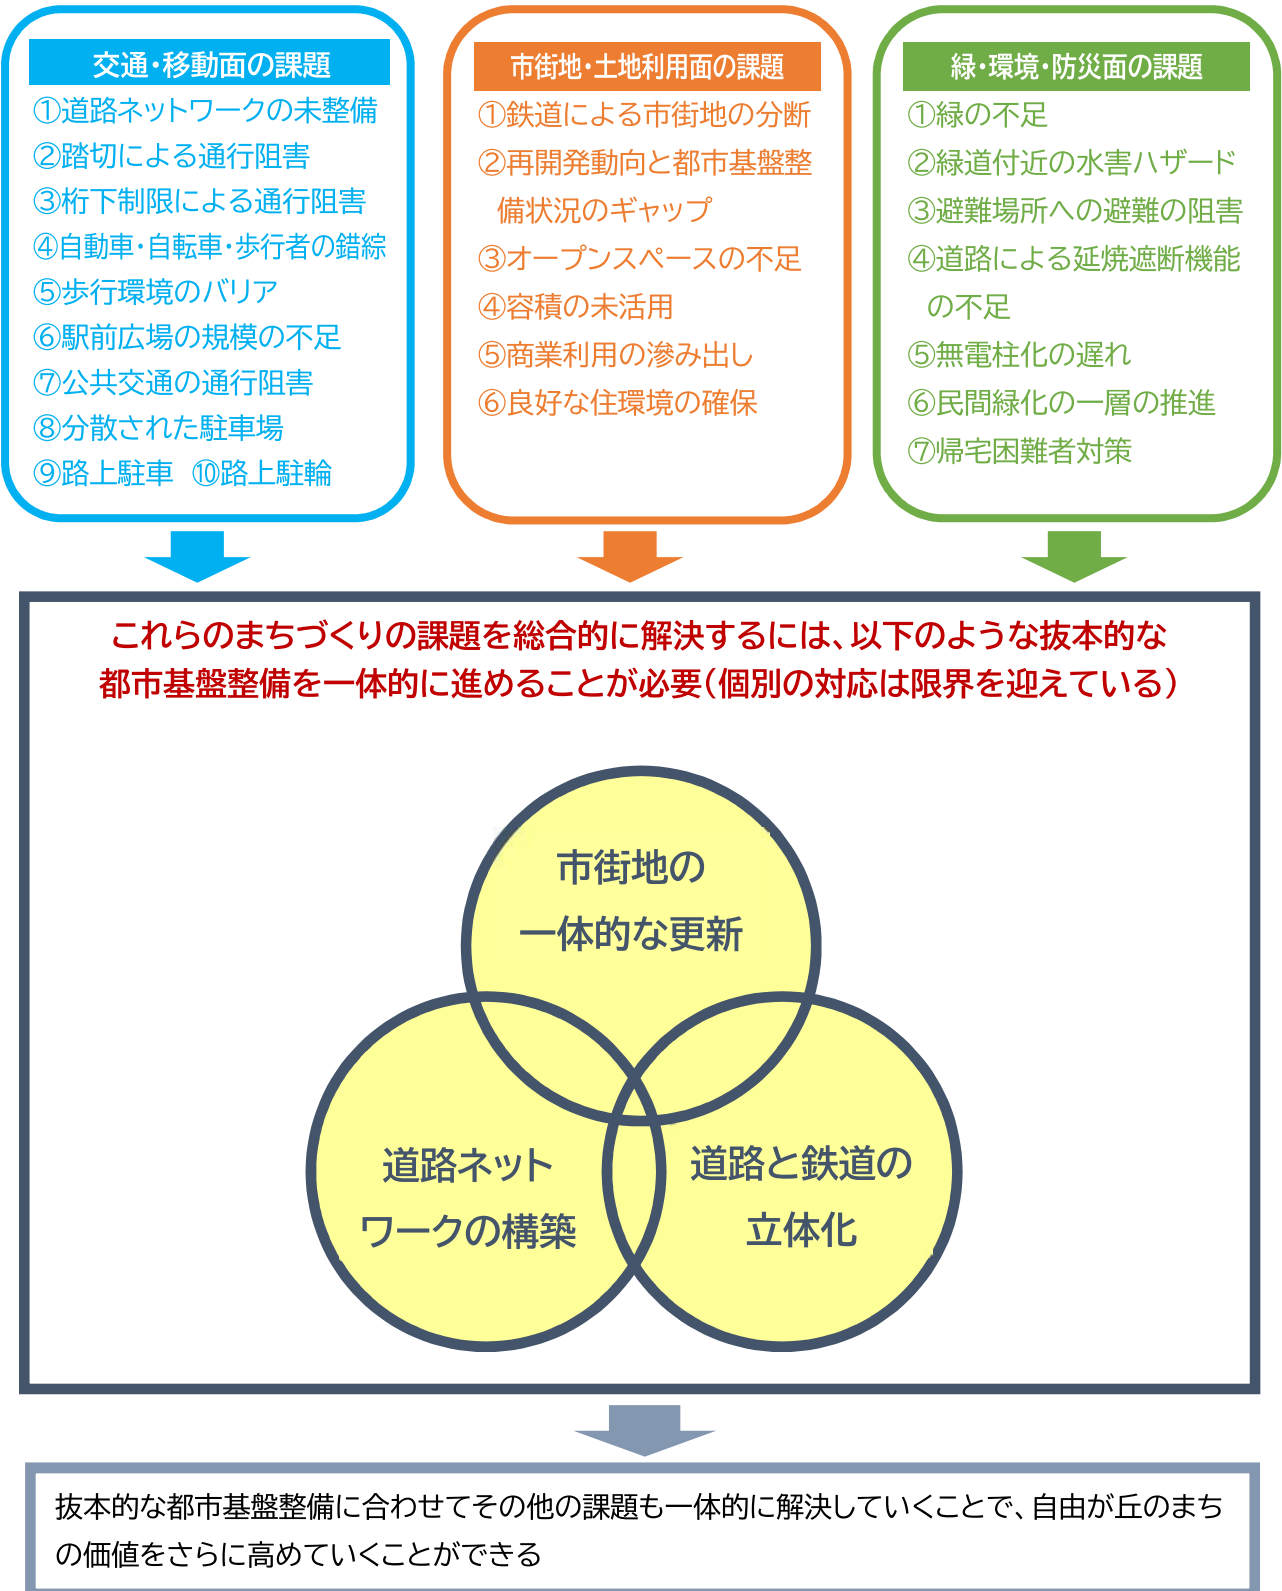 交通・移動面の課題
①道路ネットワークの未整備
②踏切による通行阻害
③桁下制限による通行阻害
④自動車・自転車・歩行者の錯綜
⑤歩行環境のバリア
⑥駅前広場の規模の不足
⑦公共交通の通行阻害
⑧分散された駐車場
⑨路上駐車　⑩路上駐輪
市街地・土地利用面の課題
①鉄道による市街地の分断
②再開発動向と都市基盤整
備状況のギャップ
③オープンスペースの不足
④容積の未活用
⑤商業利用の滲み出し
⑥良好な住環境の確保
緑・環境・防災面の課題
①緑の不足
②緑道付近の水害ハザード
③避難場所への避難の阻害
④道路による延焼遮断機能
の不足
⑤無電柱化の遅れ
⑥民間緑化の一層の推進
⑦帰宅困難者対策
これらのまちづくりの課題を総合的に解決するには、以下のような抜本的な
都市基盤整備を一体的に進めることが必要（個別の対応は限界を迎えている）
市街地の
一体的な更新
道路ネット
ワークの構築
道路と鉄道の
立体化
抜本的な都市基盤整備に合わせてその他の課題も一体的に解決していくことで、自由が丘のまち
の価値をさらに高めていくことができる